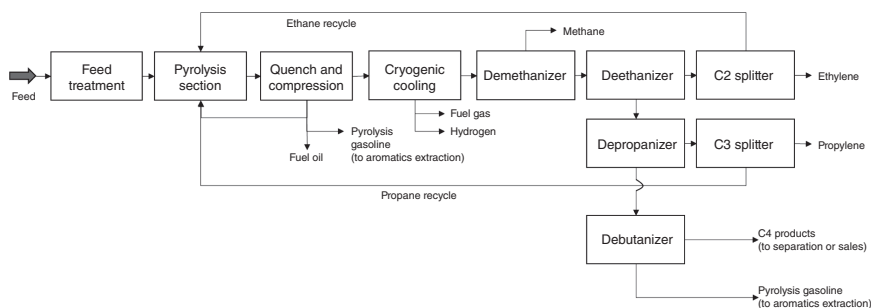 Ethane recycle
Methane
Feed
treatment
Pyrolysis
section
Quench and
compression
Cryogenic
cooling
Demethanizer
Deethanizer
C2 splitter
Feed
Ethylene
Fuel gas
Hydrogen
Pyrolysis
gasoline
(to aromatics extraction)
Fuel oil
Depropanizer
C3 splitter
Propylene
Propane recycle
Debutanizer
C4 products
(to separation or sales)
Pyrolysis gasoline
(to aromatics extraction)